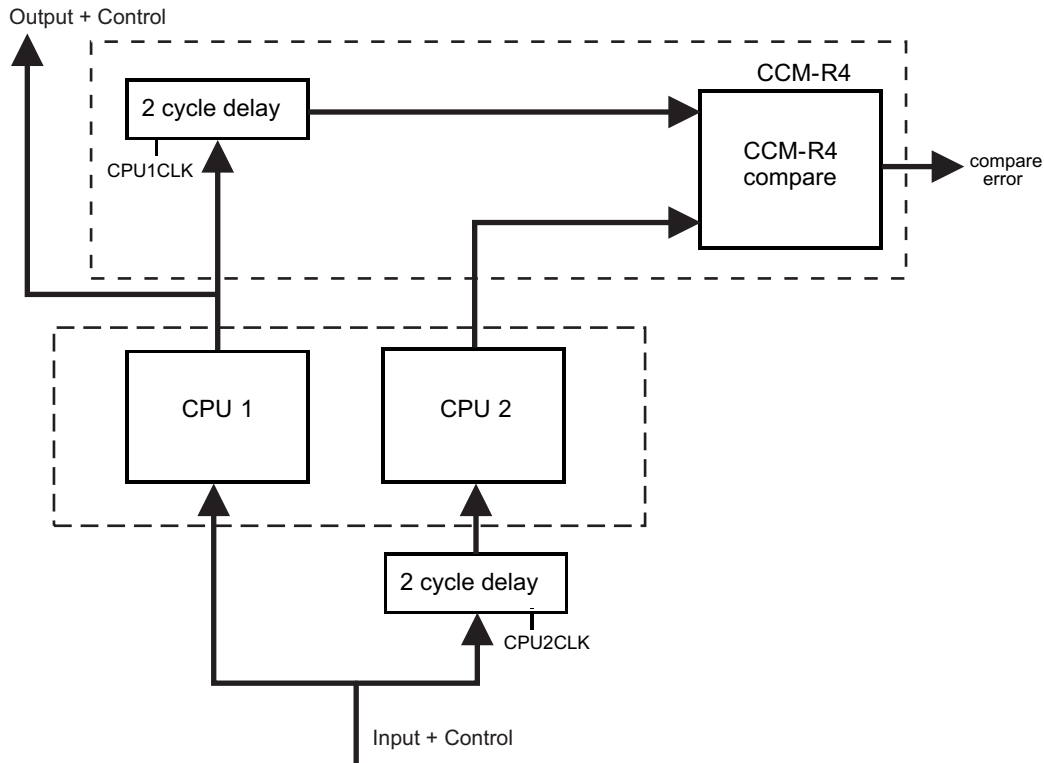 Output + Control
CCM-R4
2 cycle delay
CPU1CLK
CCM-R4
compare
compare
error
CPU 1
CPU 2
2 cycle delay
CPU2CLK
Input + Control